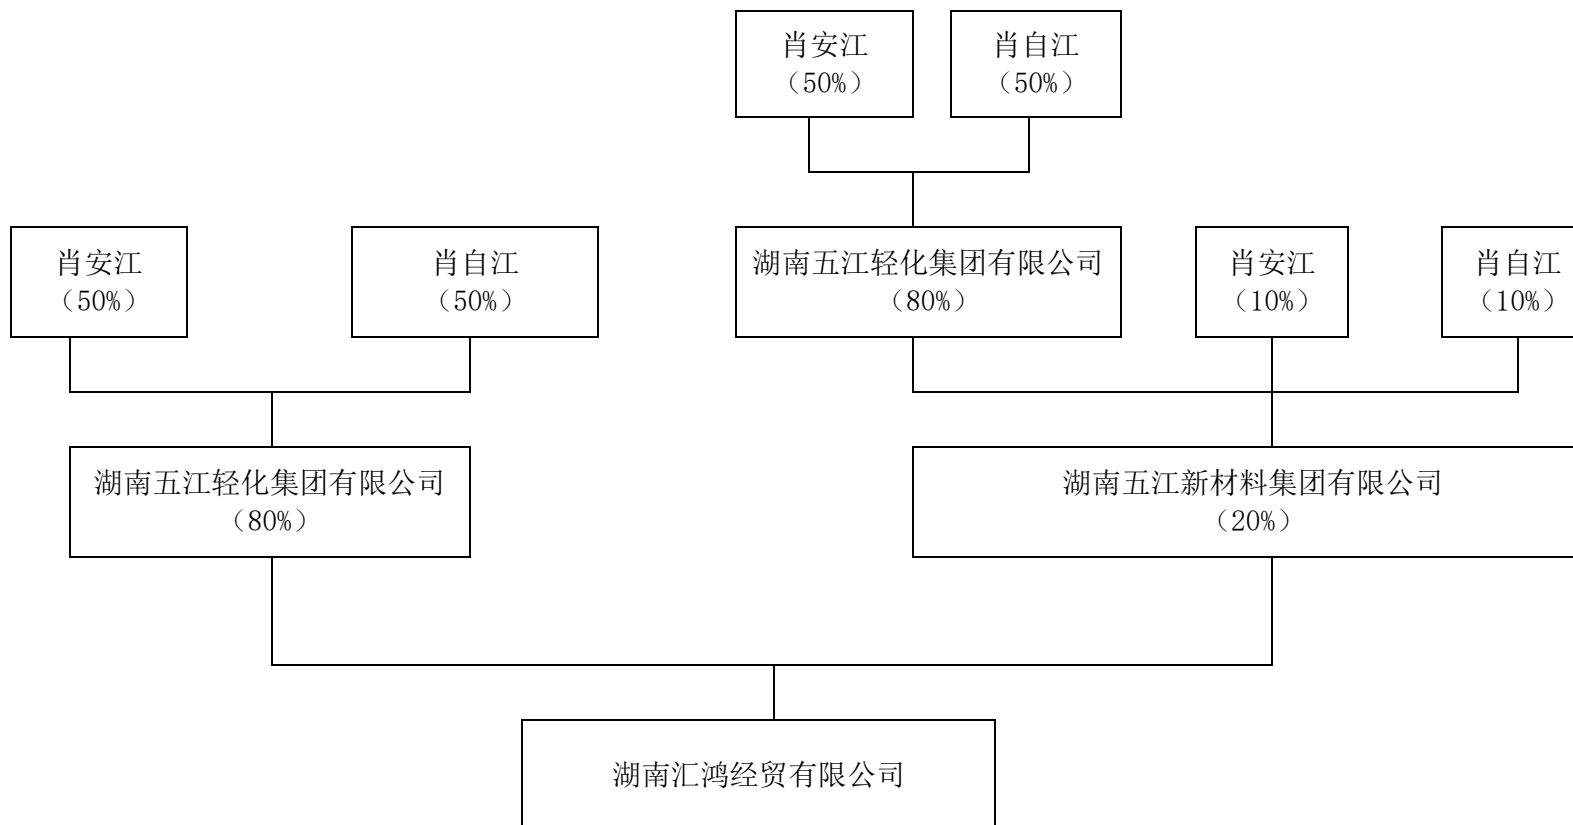 肖安江
（50%）
肖自江
（50%）
肖安江
（50%）
肖自江
（50%）
湖南五江轻化集团有限公司
（80%）
肖安江
（10%）
肖自江
（10%）
湖南五江轻化集团有限公司
（80%）
湖南五江新材料集团有限公司
（20%）
湖南汇鸿经贸有限公司